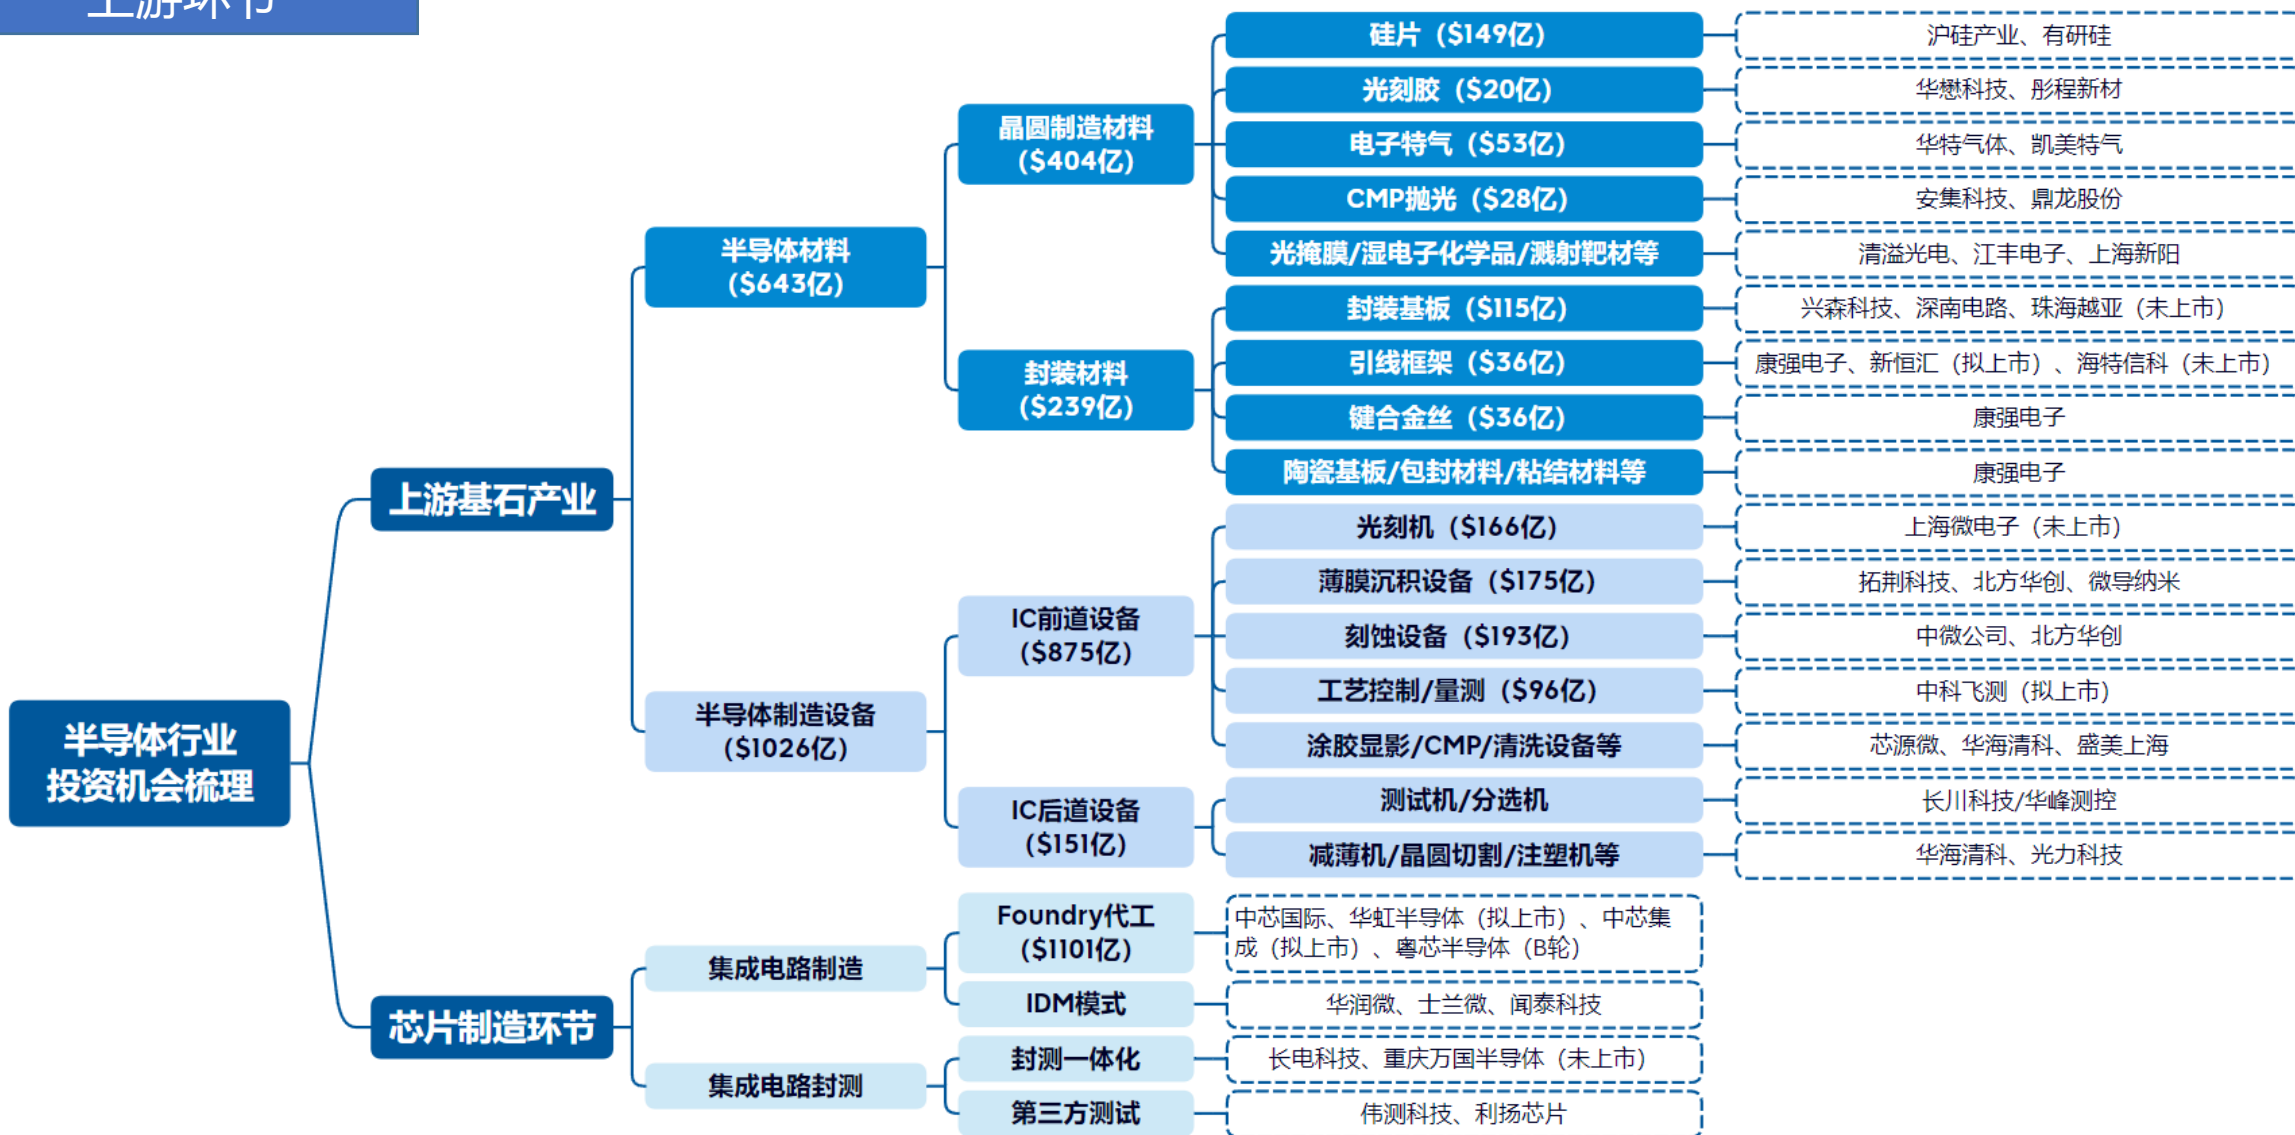 上游环节
半导体行业
投资机会梳理
上游基石产业
半导体材料
($643亿)
晶圆制造材料
($404亿)
硅片（$149亿）
沪硅产业、有研硅
光刻胶（$20亿）
华懋科技、彤程新材
电子特气（$53亿）
华特气体、凯美特气
CMP抛光（$28亿）
安集科技、鼎龙股份
光掩膜/湿电子化学品/溅射靶材等
清溢光电、江丰电子、上海新阳
封装材料
($239亿)
封装基板（$115亿）
兴森科技、深南电路、珠海越亚（未上市）
引线框架（$36亿）
康强电子、新恒汇（拟上市）、海特信科（未上市）
键合金丝（$36亿）
康强电子
陶瓷基板/包封材料/粘结材料等
康强电子
半导体制造设备
($1026亿)
IC前道设备
($875亿)
光刻机（$166亿）
上海微电子（未上市）
薄膜沉积设备（$175亿）
拓荆科技、北方华创、微导纳米
刻蚀设备（$193亿）
中微公司、北方华创
工艺控制/量测（$96亿）
中科飞测（拟上市）
涂胶显影/CMP/清洗设备等
芯源微、华海清科、盛美上海
IC后道设备
($151亿)
测试机/分选机
长川科技/华峰测控
减薄机/晶圆切割/注塑机等
华海清科、光力科技
芯片制造环节
集成电路制造
Foundry代工
($1101亿)
中芯国际、华虹半导体（拟上市）、中芯集
成（拟上市）、粤芯半导体（B轮）
IDM模式
华润微、士兰微、闻泰科技
集成电路封测
封测一体化
长电科技、重庆万国半导体（未上市）
第三方测试
伟测科技、利扬芯片